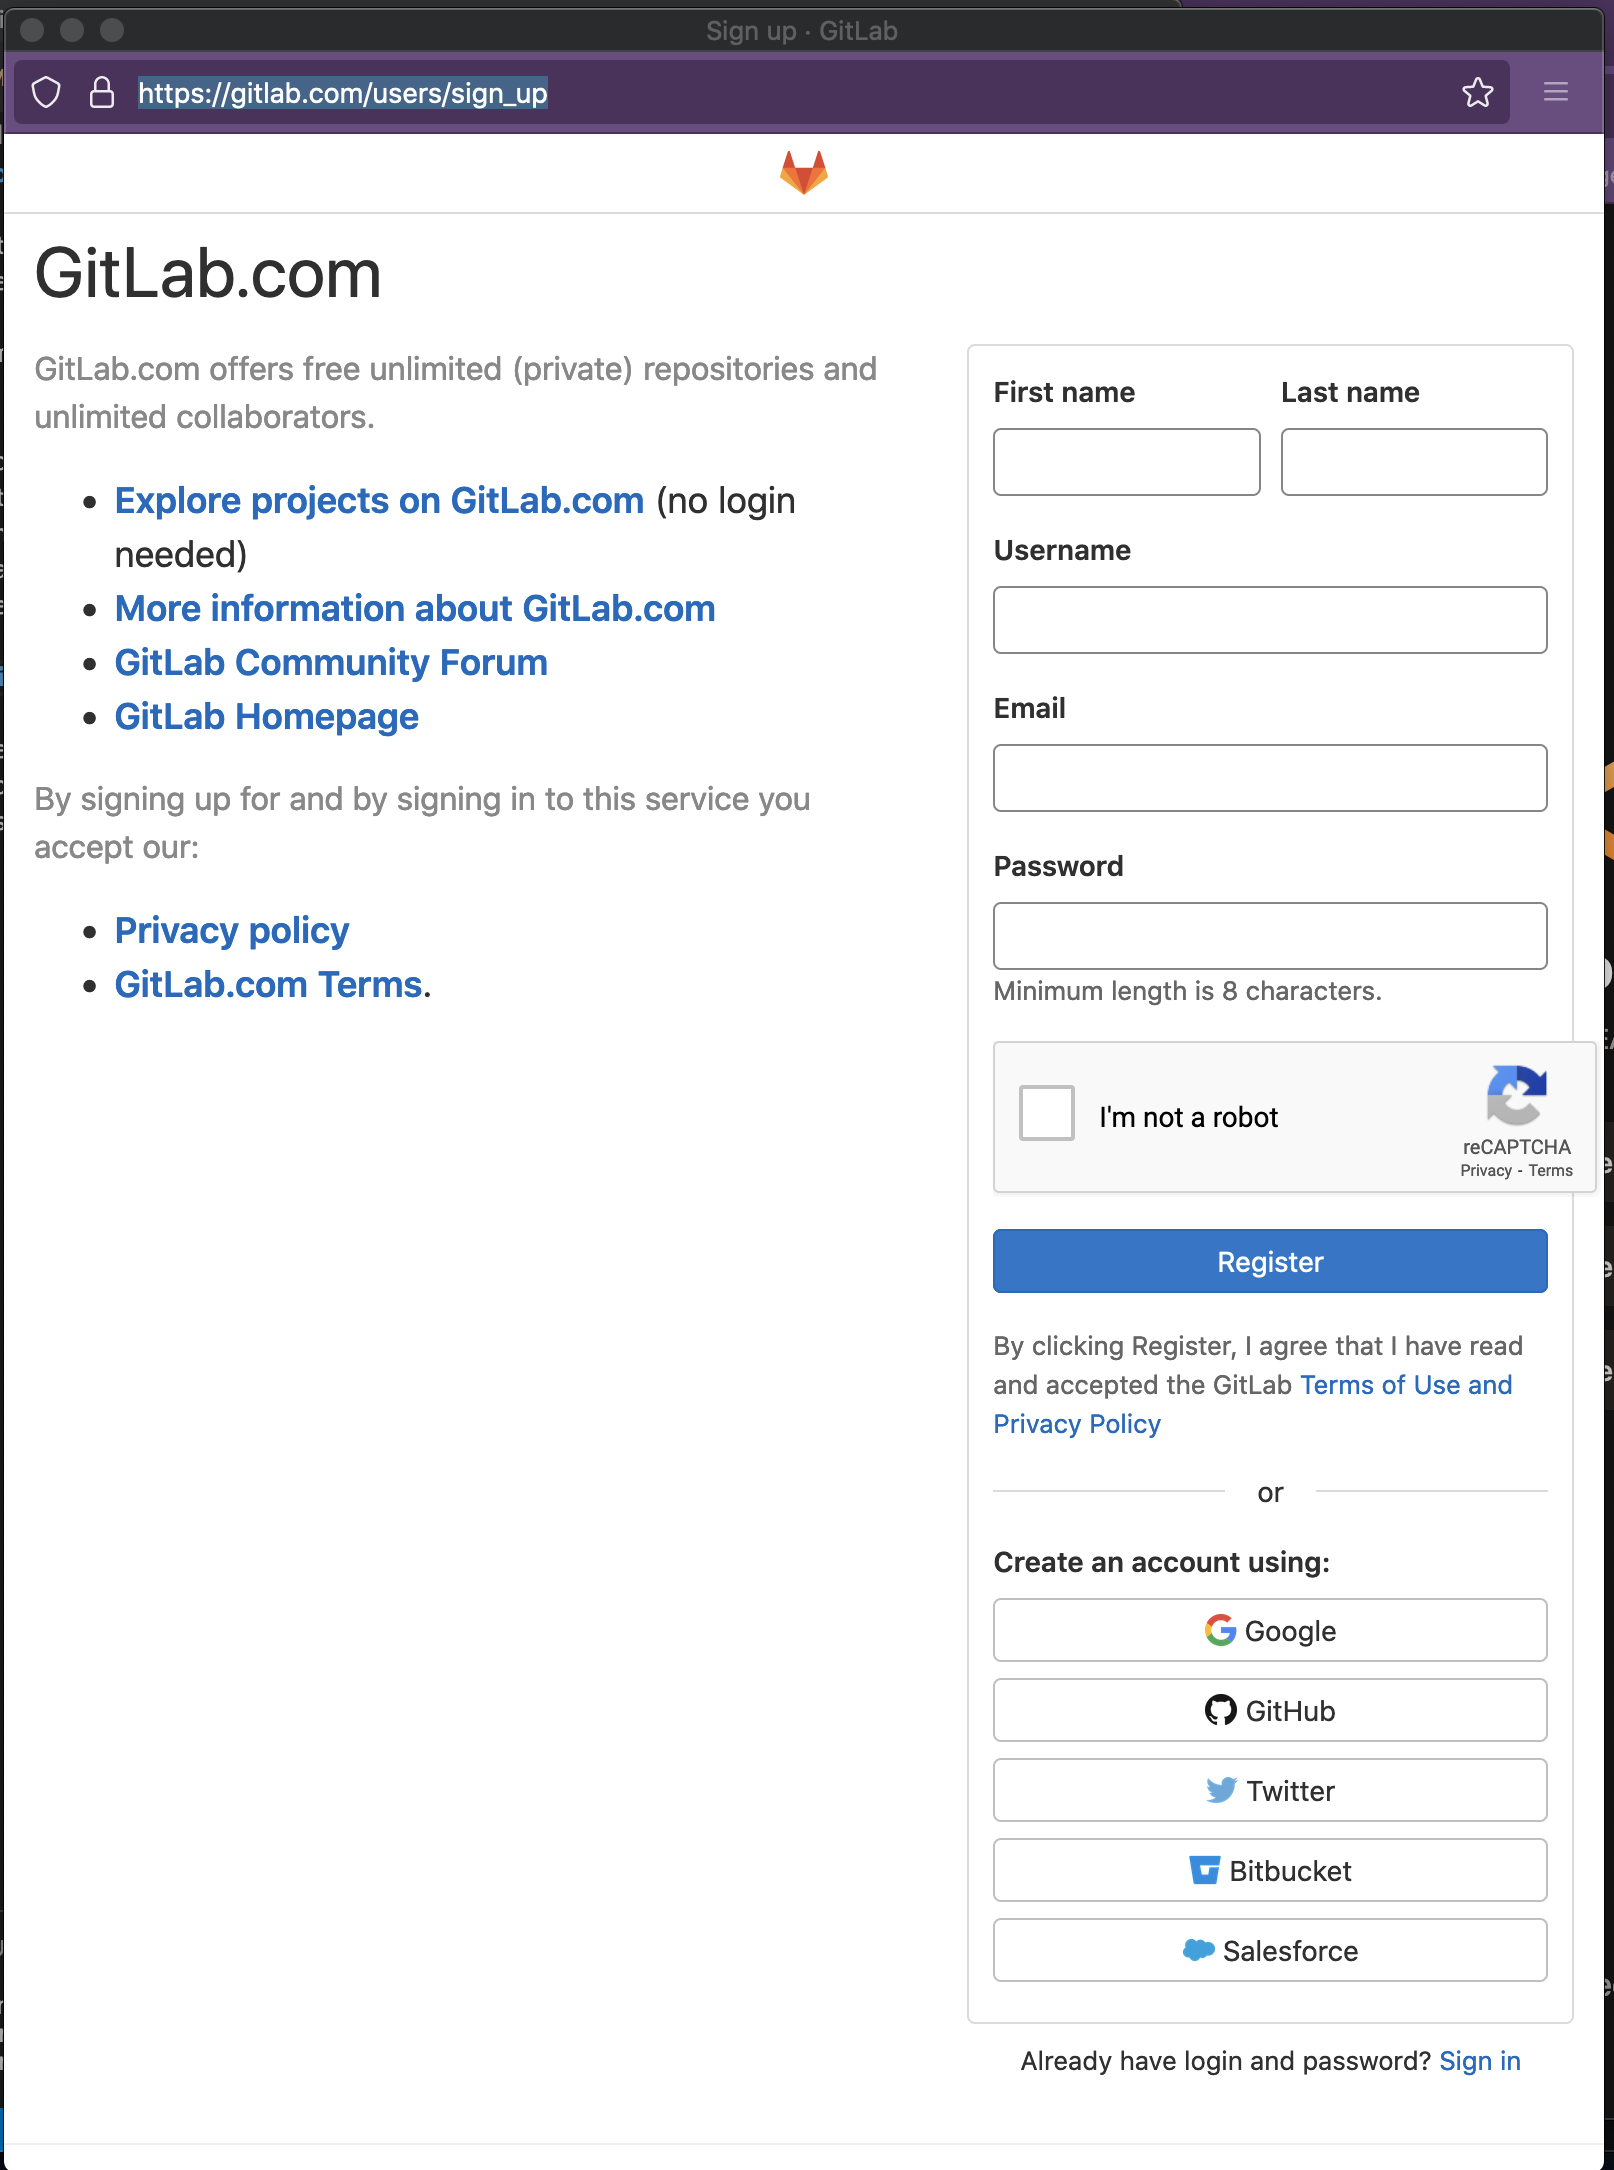 Sign up · GitLab
https://gitlab.com/users/sign_up
GitLab.com
GitLab.com offers free unlimited (private) repositories and
unlimited collaborators.
Explore projects on GitLab.com (no login
needed)
More information about GitLab.com
GitLab Community Forum
GitLab Homepage
By signing up for and by signing in to this service you
accept our:
Privacy policy
GitLab.com Terms.
First name Last name
Username
Email
Password
Minimum length is 8 characters.
I'm not a robot
reCAPTCHA
Privacy - Terms
Register
By clicking Register, I agree that I have read
and accepted the GitLab Terms of Use and
Privacy Policy
or
Create an account using:
Google
GitHub
Twitter
Bitbucket
Salesforce
Already have login and password? Sign in